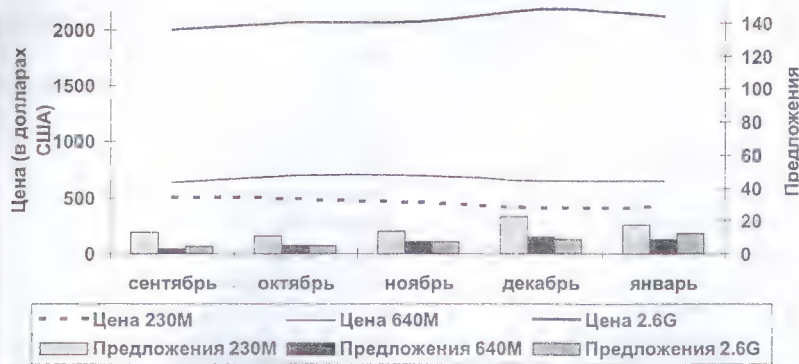 Цена (в долларах
США)
2000
1500
1000
500
0
140
120
100
80
60
40
20
0
Предложения
сентябрь октябрь ноябрь декабрь январь
Цена 230M Цена 640M Цена 2.6G
Предложения 230M Предложения 640M Предложения 2.6G